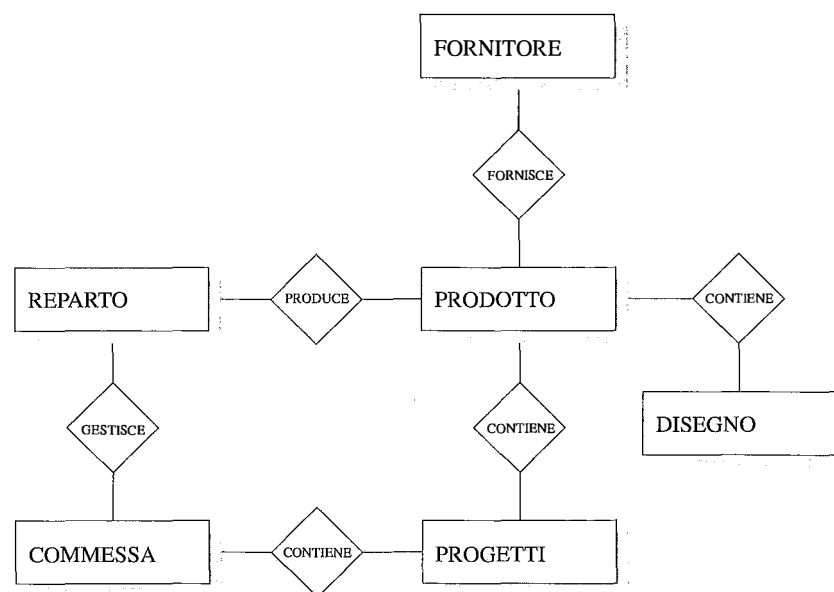 FORNITORE
FORNISCE
REPARTO
PRODUCE
PRODOTTO
CONTIENE
GESTISCE
CONTIENE
DISEGNO
COMMESSA
CONTIENE
PROGETTI